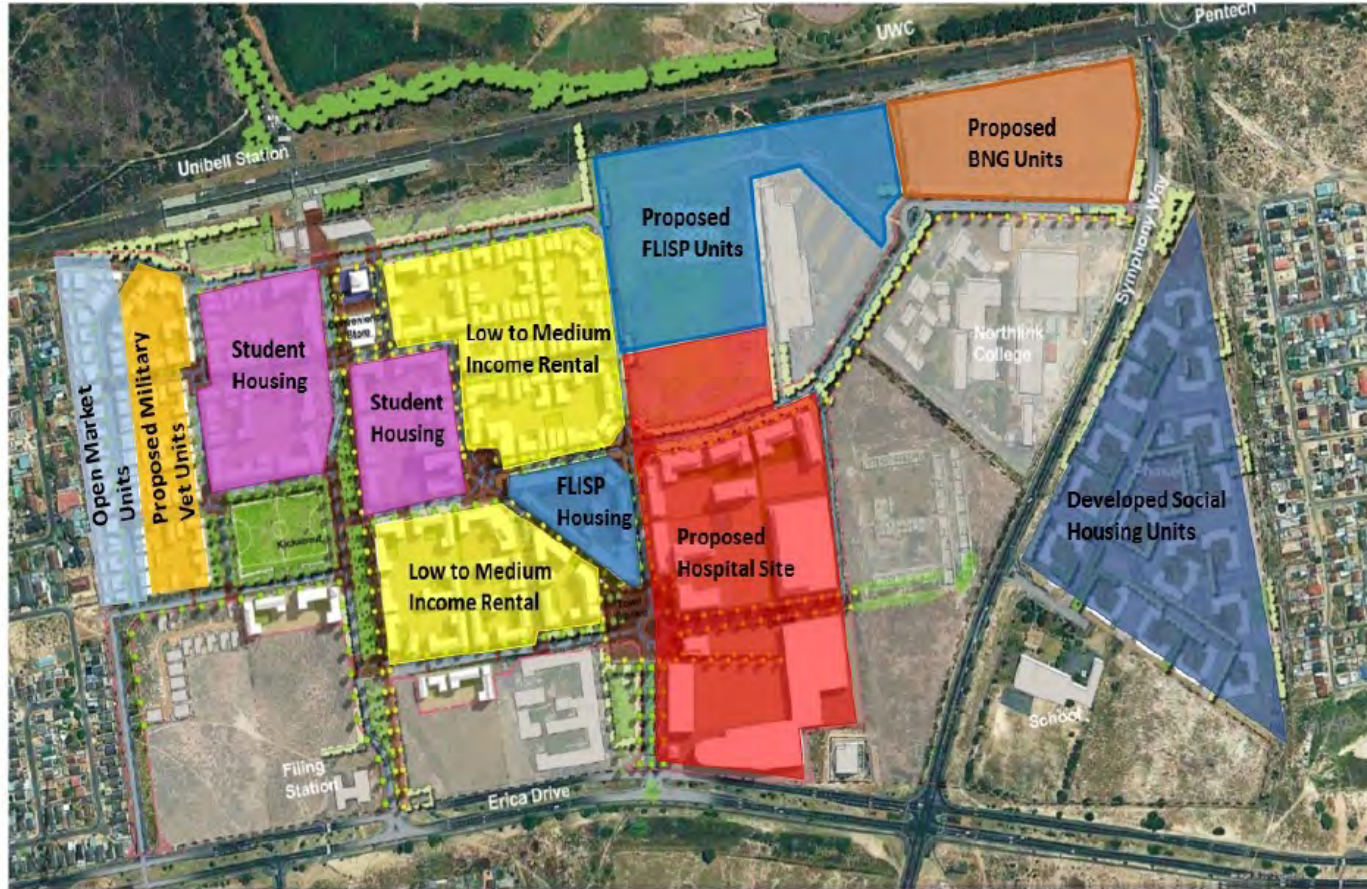 UWC
Pentech
Unibell Station
Proposed
BNG Units
Symphony Way
Proposed
FLISP Units
Low to Medium
Income Rental
Student
Housing
Student
Housing
Store
Northlink
College
Open Market
Units
Proposed Military
Vet Units
FLISP
Housing
Developed Social
Housing Units
Proposed
Hospital Site
Low to Medium
Income Rental
School
Filing
Station
Erica Drive